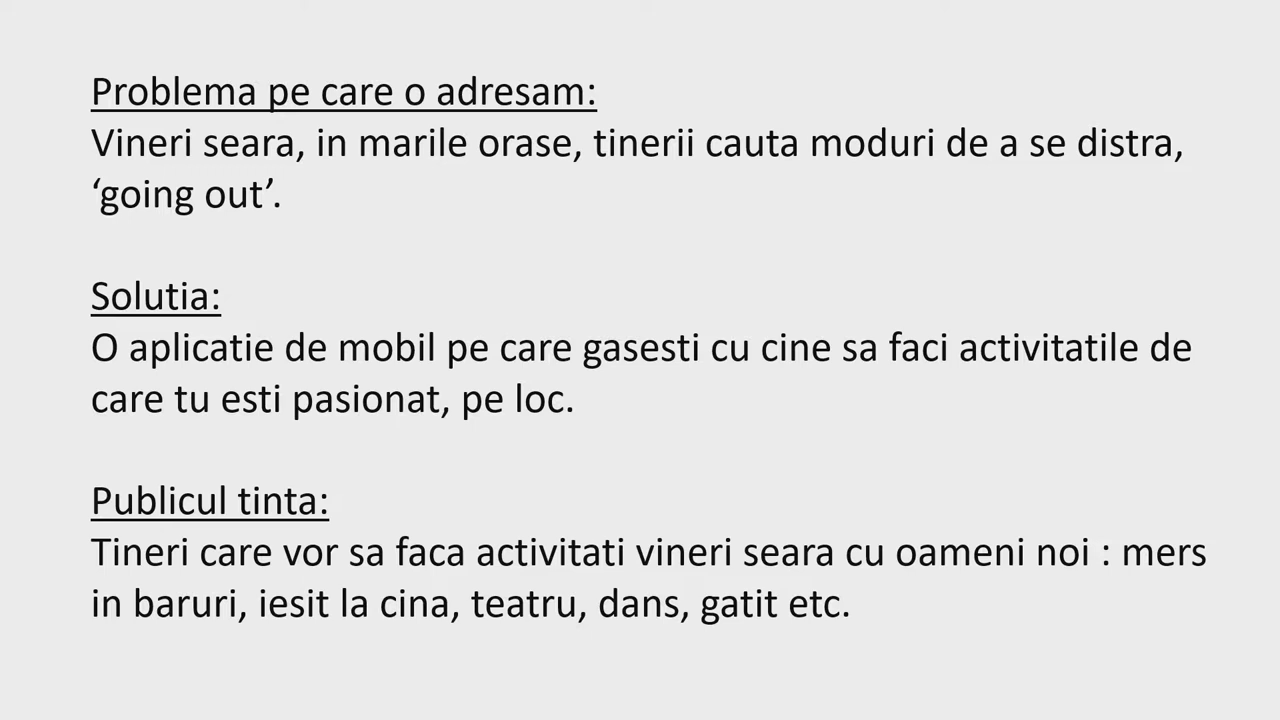 Problema pe care o adresam:
Vineri seara, in marile orase, tinerii cauta moduri de a se distra,
‘going out’.
Solutia:
O aplicatie de mobil pe care gasesti cu cine sa faci activitatile de
care tu esti pasionat, pe loc.
Publicul tinta:
Tineri care vor sa faca activitati vineri seara cu oameni noi : mers
in baruri, iesit la cina, teatru, dans, gatit etc.